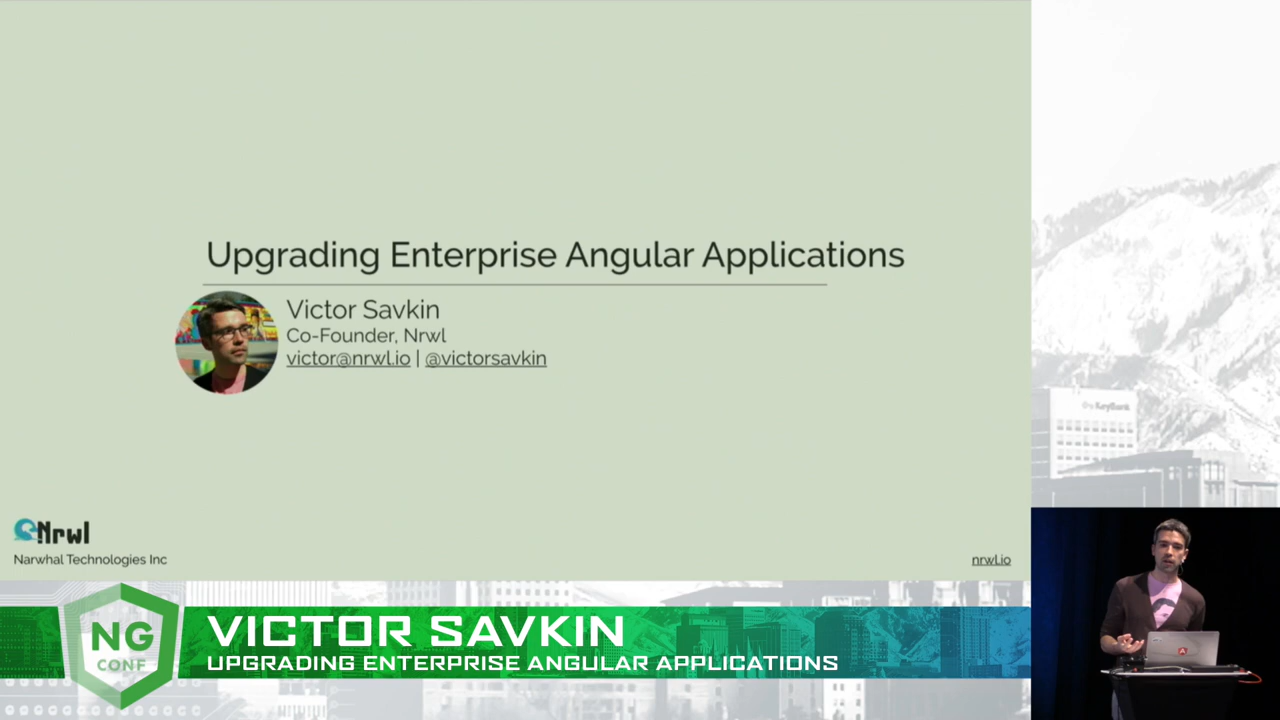 Upgrading Enterprise Angular Applications
Victor Savkin
Co-Founder, Nrwl
victor@nrwl.io | @victorsavkin
Nrwl
Narwhal Technologies Inc
nrwl.io
KeyBank
NG
CONF
VICTOR SAVKIN
UPGRADING ENTERPRISE ANGULAR APPLICATIONS